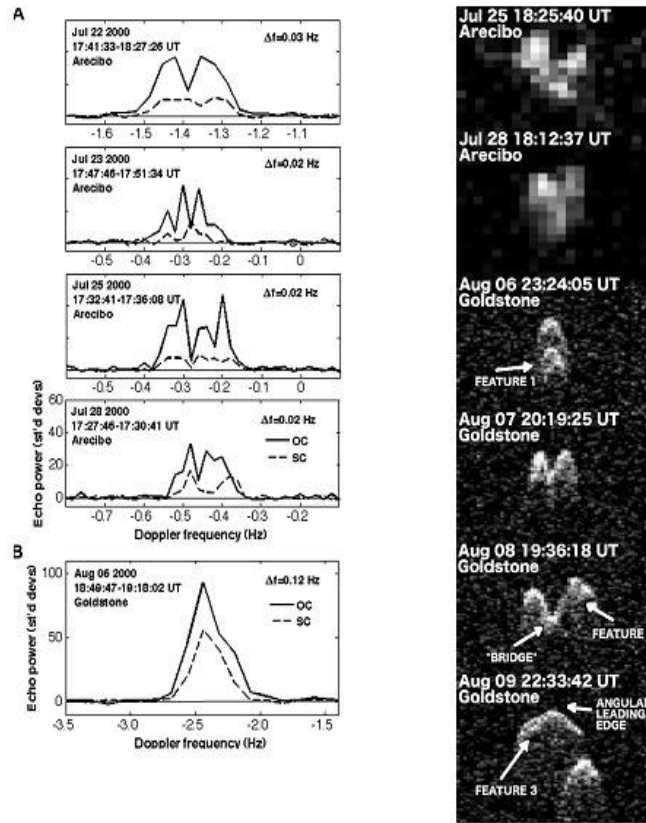 A
Jul 22 2000
17:41:33-18:27:26 UT
Arecibo
Δf=0.03 Hz
-1.6 -1.5 -1.4 -1.3 -1.2 -1.1
Jul 23 2000
17:47:46-17:51:34 UT
Arecibo
Δf=0.02 Hz
-0.5 -0.4 -0.3 -0.2 -0.1 0
Jul 25 2000
17:32:41-17:36:08 UT
Arecibo
Δf=0.02 Hz
-0.5 -0.4 -0.3 -0.2 -0.1 0
Jul 28 2000
17:27:46-17:30:41 UT
Arecibo
Δf=0.02 Hz
OC
SC
60
40
20
0
Echo power (st'd devs)
-0.7 -0.6 -0.5 -0.4 -0.3 -0.2
Doppler frequency (Hz)
B
Aug 06 2000
18:49:47-19:18:02 UT
Goldstone
Δf=0.12 Hz
OC
SC
100
50
0
Echo power (st'd devs)
-3.5 -3.0 -2.5 -2.0 -1.5
Doppler frequency (Hz)
Jul 25 18:25:40 UT
Arecibo
Jul 28 18:12:37 UT
Arecibo
Aug 06 23:24:05 UT
Goldstone
FEATURE 1
Aug 07 20:19:25 UT
Goldstone
Aug 08 19:36:18 UT
Goldstone
"BRIDGE"
FEATURE
Aug 09 22:33:42 UT
Goldstone
ANGULAR
LEADING
EDGE
FEATURE 3